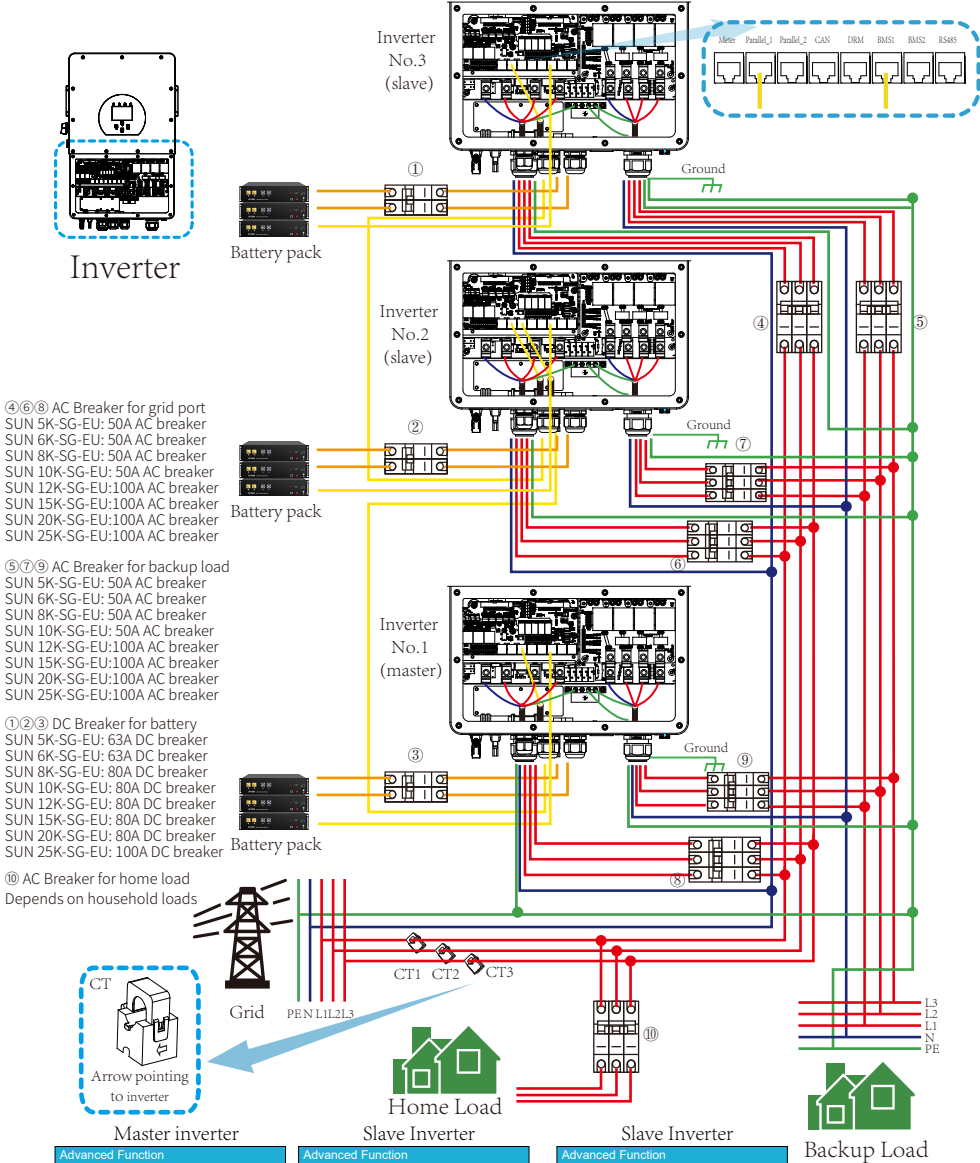 Inverter
No.3
(slave)
Meter Parallel_1 Parallel_2 CAN DRM BMS1 BMS2 RS485
①
Ground
Battery pack
Inverter
Inverter
No.2
(slave)
④
⑤
②
Ground
⑦
Battery pack
⑥
④⑥⑧ AC Breaker for grid port
SUN 5K-SG-EU: 50A AC breaker
SUN 6K-SG-EU: 50A AC breaker
SUN 8K-SG-EU: 50A AC breaker
SUN 10K-SG-EU: 50A AC breaker
SUN 12K-SG-EU:100A AC breaker
SUN 15K-SG-EU:100A AC breaker
SUN 20K-SG-EU:100A AC breaker
SUN 25K-SG-EU:100A AC breaker
⑤⑦⑨ AC Breaker for backup load
SUN 5K-SG-EU: 50A AC breaker
SUN 6K-SG-EU: 50A AC breaker
SUN 8K-SG-EU: 50A AC breaker
SUN 10K-SG-EU: 50A AC breaker
SUN 12K-SG-EU:100A AC breaker
SUN 15K-SG-EU:100A AC breaker
SUN 20K-SG-EU:100A AC breaker
SUN 25K-SG-EU:100A AC breaker
①②③ DC Breaker for battery
SUN 5K-SG-EU: 63A DC breaker
SUN 6K-SG-EU: 63A DC breaker
SUN 8K-SG-EU: 80A DC breaker
SUN 10K-SG-EU: 80A DC breaker
SUN 12K-SG-EU: 80A DC breaker
SUN 15K-SG-EU: 80A DC breaker
SUN 20K-SG-EU: 80A DC breaker
SUN 25K-SG-EU: 100A DC breaker
⑩ AC Breaker for home load
Depends on household loads
Inverter
No.1
(master)
③
Ground
⑨
Battery pack
⑧
CT1 CT2 CT3
Grid
PE N L1L2L3
CT
Arrow pointing
to inverter
⑩
Home Load
L3
L2
L1
N
PE
Backup Load
Master inverter
Advanced Function
Slave Inverter
Advanced Function
Slave Inverter
Advanced Function